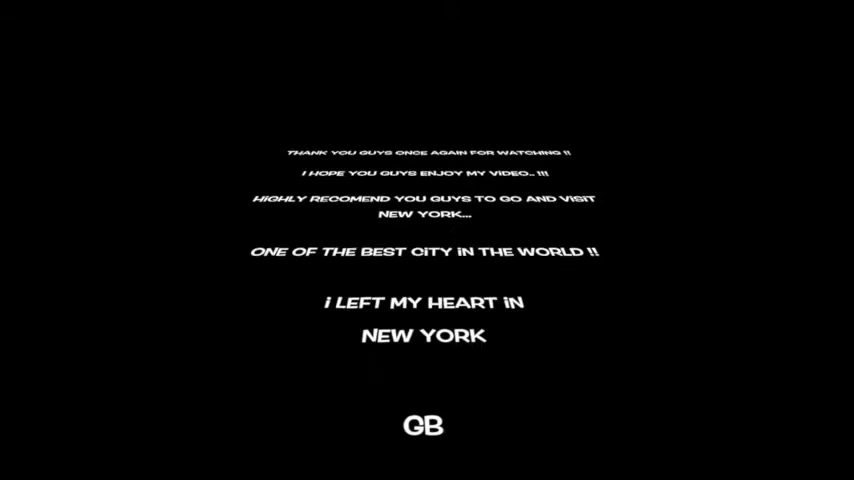 THANK YOU GUYS ONCE AGAIN FOR WATCHING !!
I HOPE YOU GUYS ENJOY MY VIDEO.. !!!
HiGHLY RECOMEND YOU GUYS TO GO AND VISIT
NEW YORK...
ONE OF THE BEST CiTY iN THE WORLD !!
i LEFT MY HEART iN
NEW YORK
GB